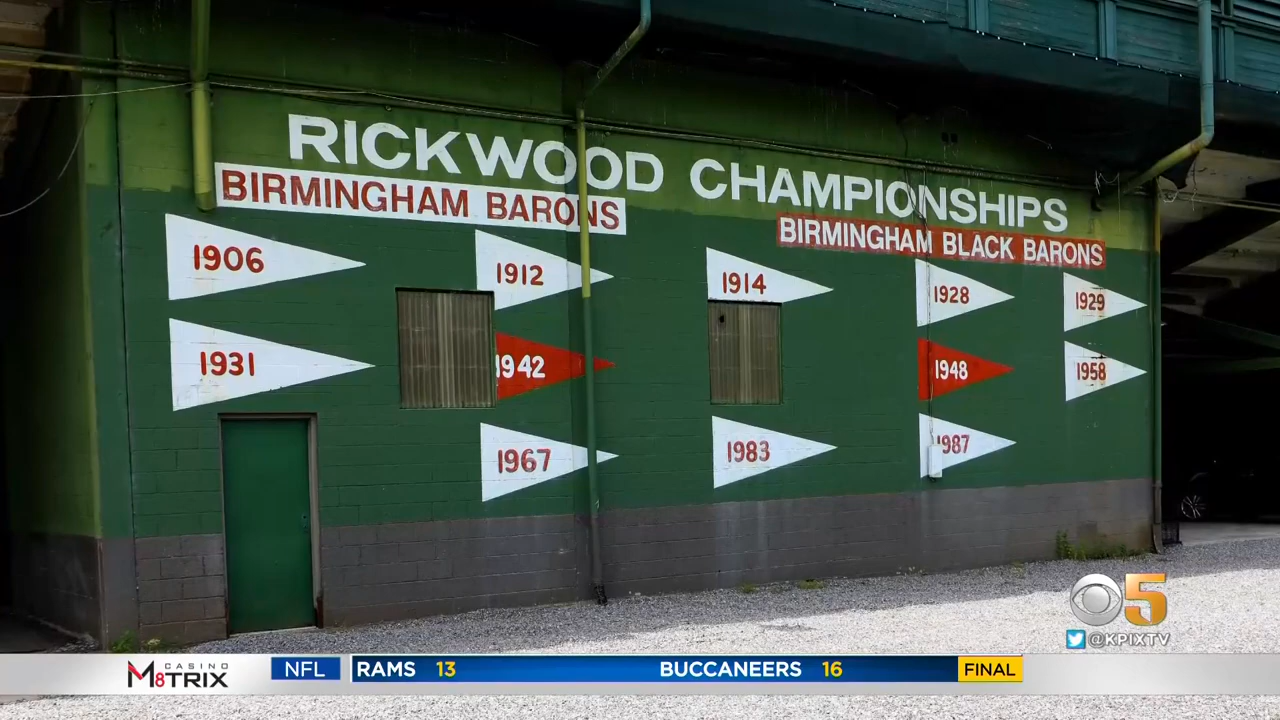 RICKWOOD CHAMPIONSHIPS
BIRMINGHAM BARONS
BIRMINGHAM BLACK BARONS
1906
1912
1914
1928
1929
1931
1942
1948
1958
1967
1983
1987
5
@KPIXTV
CASINO
M8TRIX
NFL
RAMS 13
BUCCANEERS 16
FINAL